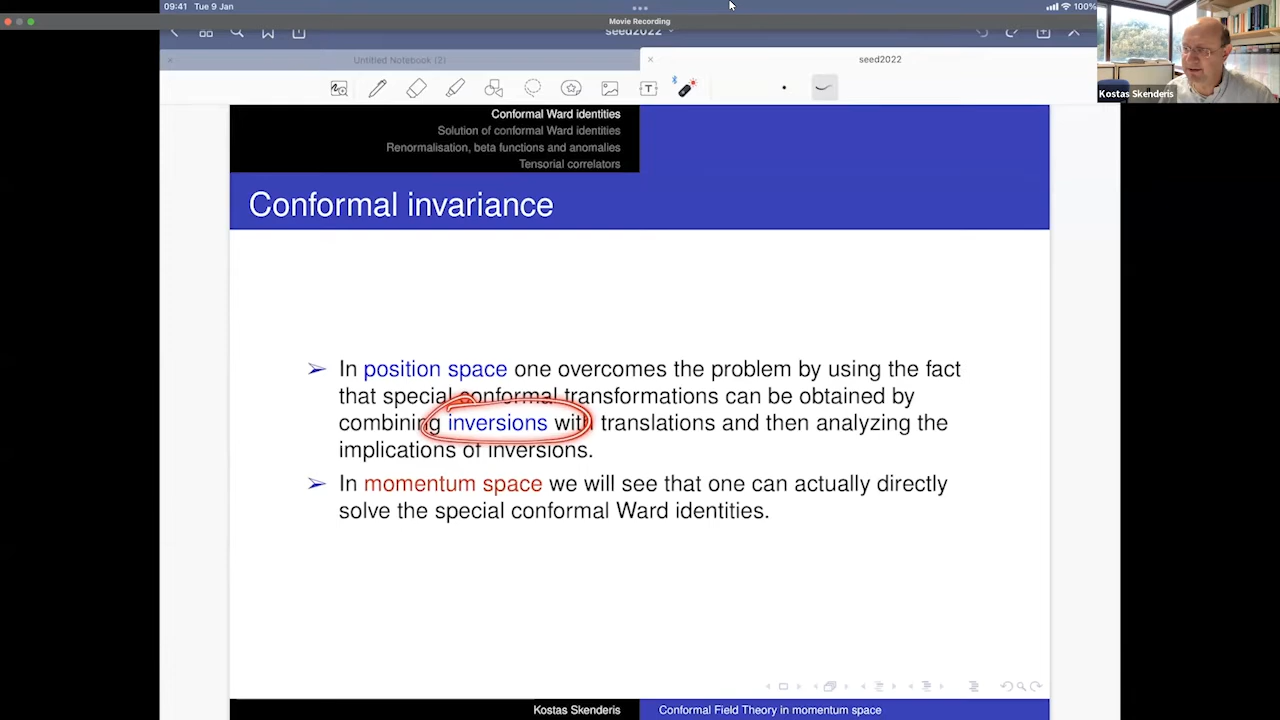 09:41 Tue 9 Jan
100%
Movie Recording
seed2022
Untitled Notebook (2)
seed2022
Kostas Skenderis
Conformal Ward identities
Solution of conformal Ward identities
Renormalisation, beta functions and anomalies
Tensorial correlators
Conformal invariance
➢ In position space one overcomes the problem by using the fact
that special conformal transformations can be obtained by
combining inversions with translations and then analyzing the
implications of inversions.
➢ In momentum space we will see that one can actually directly
solve the special conformal Ward identities.
Kostas Skenderis
Conformal Field Theory in momentum space